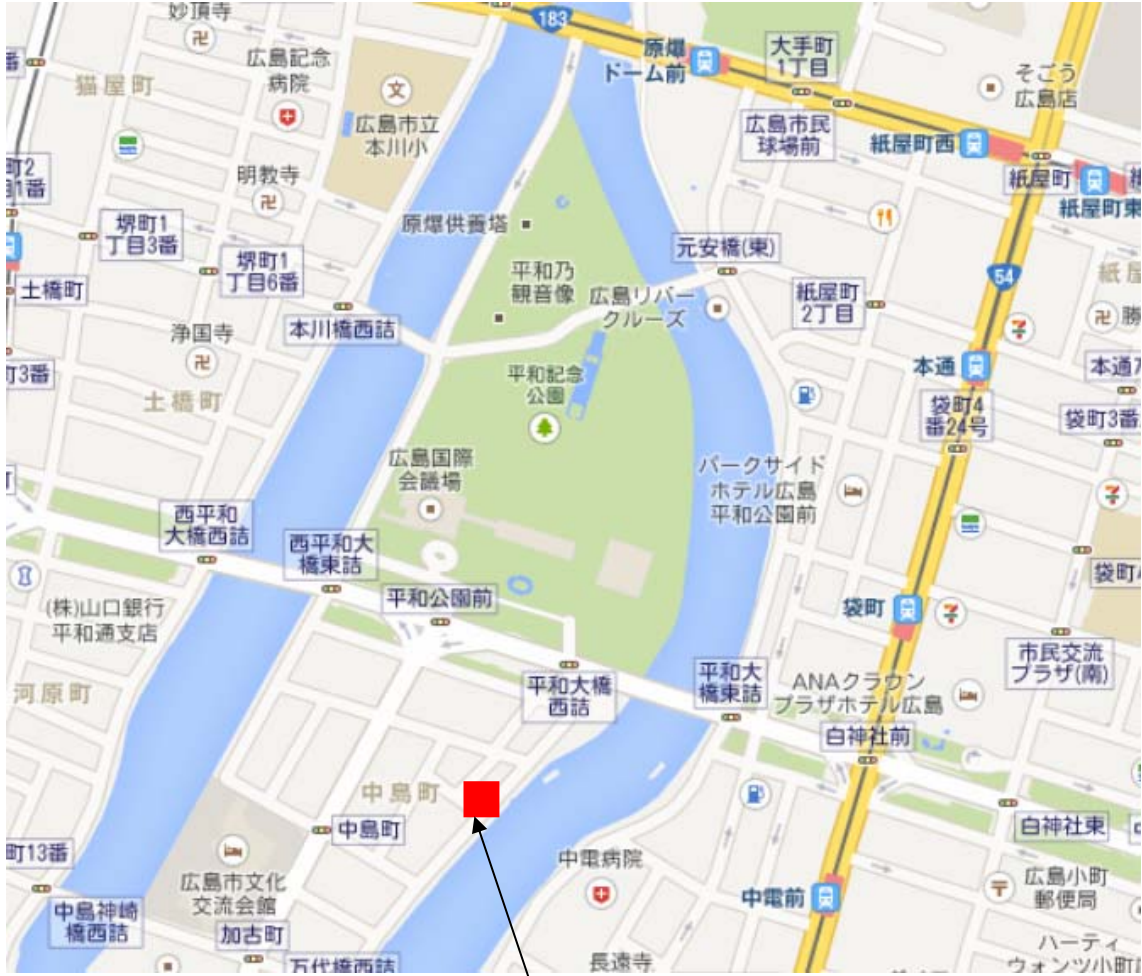 妙頂寺
183
番
広島記念
病院
猫屋町
広島市立
本川小
原爆
ドーム前
大手町
1丁目
そごう
広島店
広島市民
球場前
紙屋町西
紙屋町
紙屋町東
町2
目1番
明教寺
原爆供養塔
堺町1
丁目3番
堺町1
丁目6番
元安橋(東)
平和乃
観音像
広島リバー
クルーズ
紙屋町
2丁目
54
紙屋
土橋町
本川橋西詰
浄国寺
勝
町3番
平和記念
公園
本通
本通
土橋町
袋町4
番24号
袋町3番
広島国際
会議場
パークサイド
ホテル広島
平和公園前
町
西平和
大橋西詰
西平和大
橋東詰
平和公園前
袋町
袋町4
(株)山口銀行
平和通支店
市民交流
プラザ(南)
河原町
平和大橋
西詰
平和大
橋東詰
ANAクラウン
プラザホテル広島
白神社前
中島町
中島町
白神社東
町13番
広島市文化
交流会館
中電病院
中電前
広島小町
郵便局
中島神崎
橋西詰
加古町
万代橋西詰
長遠寺
ハーティ
ウォンツ小町